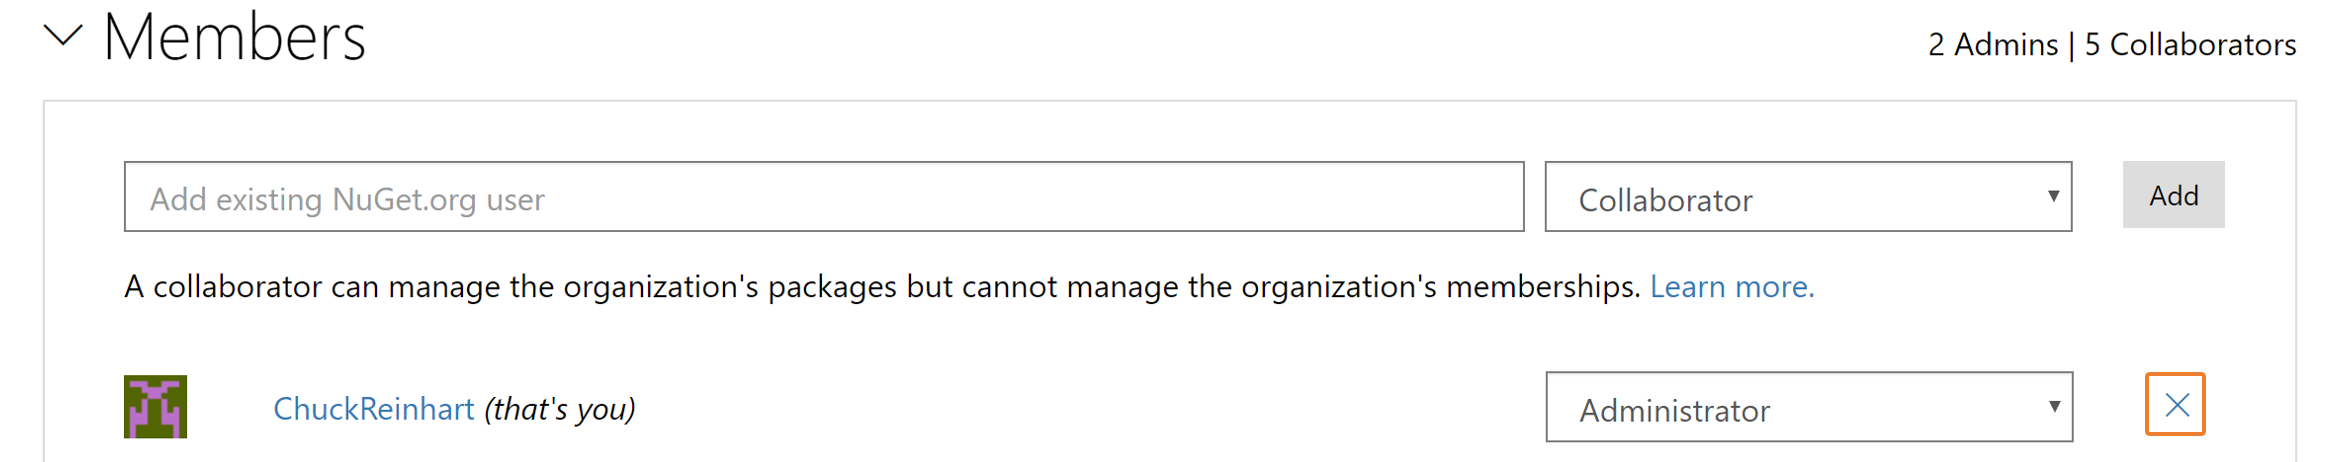 Members
2 Admins | 5 Collaborators
Add existing NuGet.org user
Collaborator
Add
A collaborator can manage the organization's packages but cannot manage the organization's memberships. Learn more.
ChuckReinhart (that's you)
Administrator